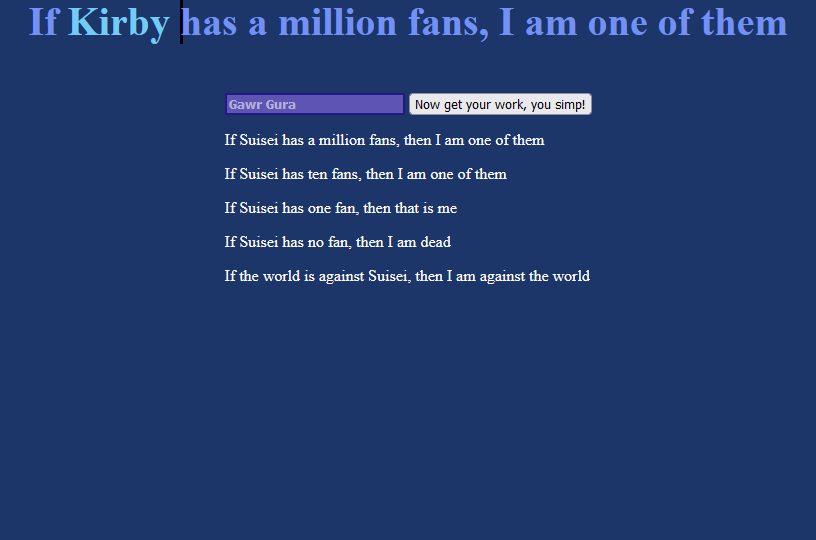 If Kirby has a million fans, I am one of them
Gawr Gura Now get your work, you simp!
If Suisei has a million fans, then I am one of them
If Suisei has ten fans, then I am one of them
If Suisei has one fan, then that is me
If Suisei has no fan, then I am dead
If the world is against Suisei, then I am against the world